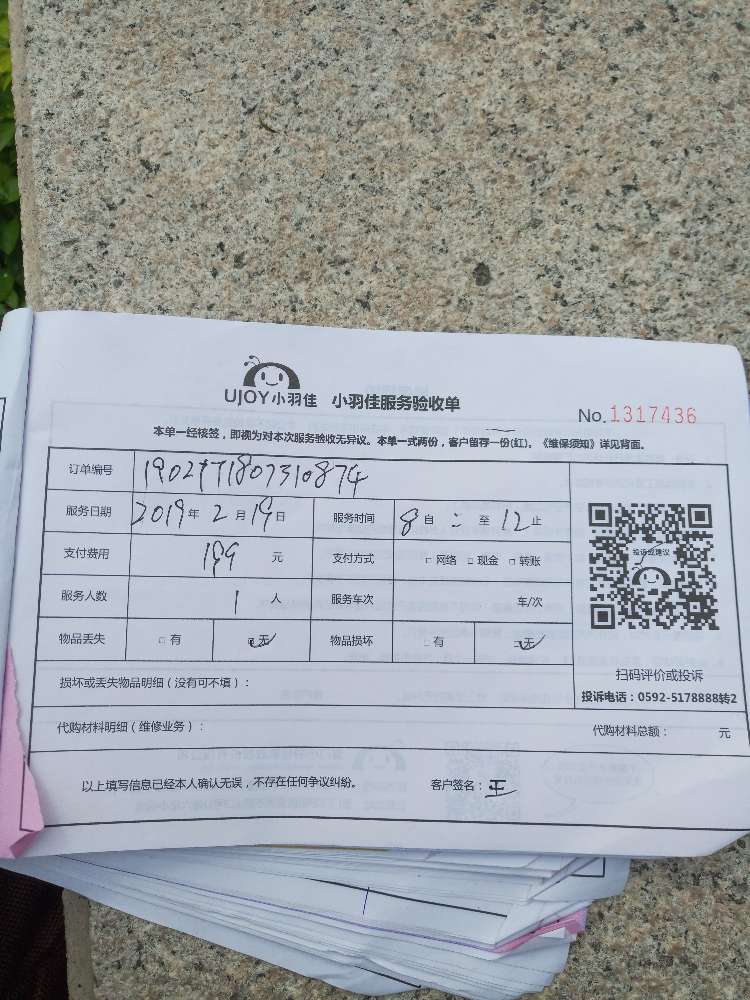 UJOY小羽佳 小羽佳服务验收单
No.1317436
本单一经核签，即视为对本次服务验收无异议。本单一式两份，客户留存一份(红)。《维保须知》详见背面。
订单编号
服务日期 2019年2月19日 服务时间 8自 : 至 12止
支付费用 199 元 支付方式 □ 网络 □ 现金 □ 转账
服务人数 1 人 服务车次 车/次
物品丢失 □ 有 ☑ 无 物品损坏 □ 有 ☑ 无
投诉或建议
扫码评价或投诉
投诉电话：0592-5178888转2
损坏或丢失物品明细（没有可不填）：
代购材料明细（维修业务）： 代购材料总额： 元
以上填写信息已经本人确认无误，不存在任何争议纠纷。 客户签名：